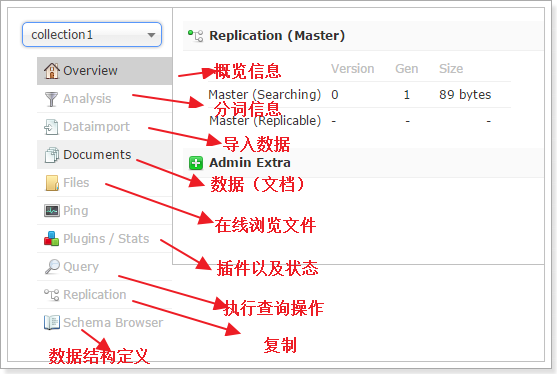 collection1
Overview
Analysis
Dataimport
Documents
Files
Ping
Plugins / Stats
Query
Replication
Schema Browser
Replication (Master)
Version Gen Size
Master (Searching) 0 1 89 bytes
Master (Replicable) - - -
Admin Extra
概览信息
分词信息
导入数据
数据（文档）
在线浏览文件
插件以及状态
执行查询操作
复制
数据结构定义